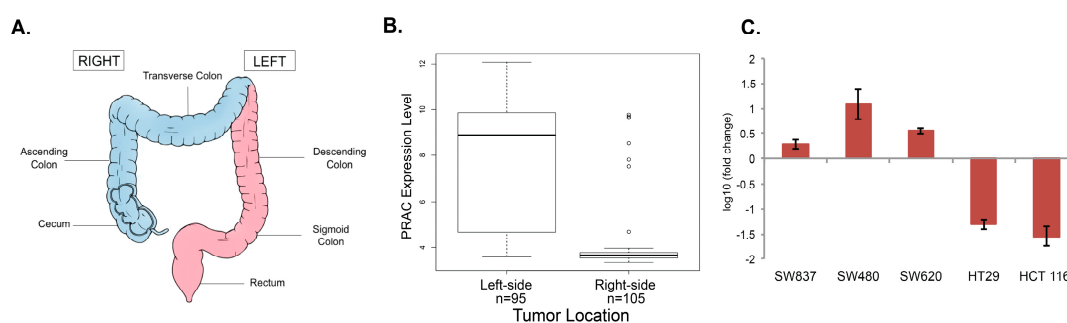 A.
RIGHT
LEFT
Transverse Colon
Ascending
Colon
Descending
Colon
Cecum
Sigmoid
Colon
Rectum
B.
PRAC Expression Level
12
10
8
6
4
Left-side
n=95
Right-side
n=105
Tumor Location
C.
log10 (fold change)
2
1.5
1
0.5
0
-0.5
-1
-1.5
-2
SW837
SW480
SW620
HT29
HCT 116